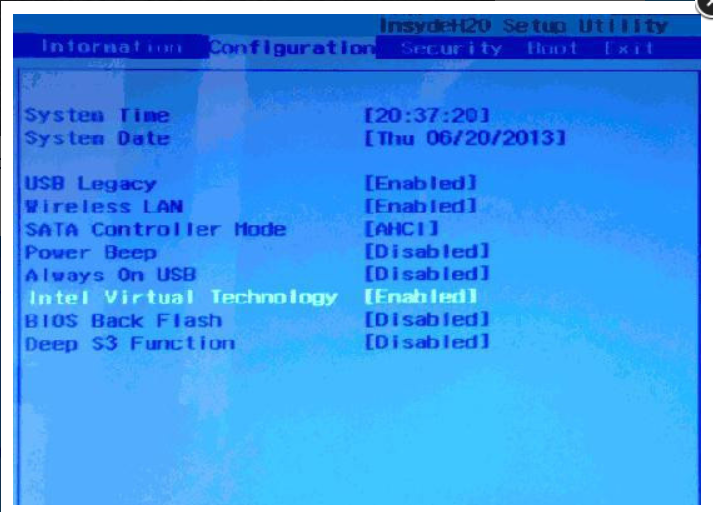 InsydeH20 Setup Utility
Information Configuration Security Boot Exit
System Time [20:37:20]
System Date [Thu 06/20/2013]
USB Legacy [Enabled]
Wireless LAN [Enabled]
SATA Controller Mode [AHCI]
Power Beep [Disabled]
Always On USB [Disabled]
Intel Virtual Technology [Enabled]
BIOS Back Flash [Disabled]
Deep S3 Function [Disabled]